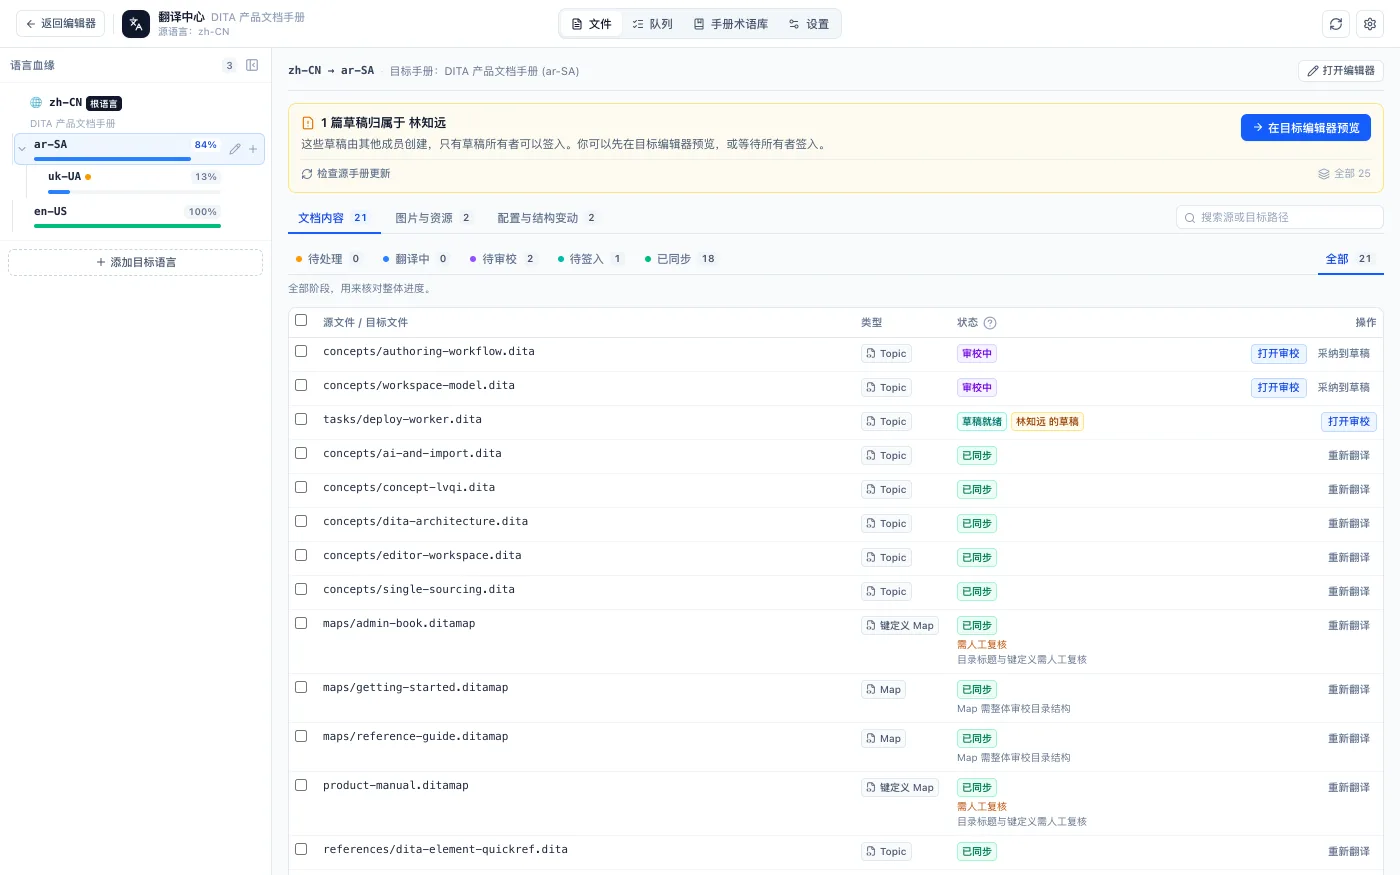 返回编辑器
翻译中心 DITA 产品文档手册
源语言: zh-CN
文件 队列 手册术语库 设置
语言血缘 3
zh-CN 根语言
DITA 产品文档手册
ar-SA 84%
uk-UA 13%
en-US 100%
添加目标语言
zh-CN → ar-SA · 目标手册: DITA 产品文档手册 (ar-SA)
打开编辑器
1 篇草稿归属于 林知远
这些草稿由其他成员创建，只有草稿所有者可以签入。你可以先在目标编辑器预览，或等待所有者签入。
在目标编辑器预览
检查源手册更新
全部 25
文档内容 21 图片与资源 2 配置与结构变动 2
搜索源或目标路径
待处理 0 翻译中 0 待审校 2 待签入 1 已同步 18 全部 21
全部阶段，用来核对整体进度。
源文件 / 目标文件 类型 状态 ? 操作
concepts/authoring-workflow.dita Topic 审校中 打开审校 采纳到草稿
concepts/workspace-model.dita Topic 审校中 打开审校 采纳到草稿
tasks/deploy-worker.dita Topic 草稿就绪 林知远 的草稿 打开审校
concepts/ai-and-import.dita Topic 已同步 重新翻译
concepts/concept-lvqi.dita Topic 已同步 重新翻译
concepts/dita-architecture.dita Topic 已同步 重新翻译
concepts/editor-workspace.dita Topic 已同步 重新翻译
concepts/single-sourcing.dita Topic 已同步 重新翻译
maps/admin-book.ditamap 键定义 Map 已同步 重新翻译
需人工复核
目录标题与键定义需人工复核
maps/getting-started.ditamap Map 已同步 重新翻译
Map 需整体审校目录结构
maps/reference-guide.ditamap Map 已同步 重新翻译
Map 需整体审校目录结构
product-manual.ditamap 键定义 Map 已同步 重新翻译
需人工复核
目录标题与键定义需人工复核
references/dita-element-quickref.dita Topic 已同步 重新翻译